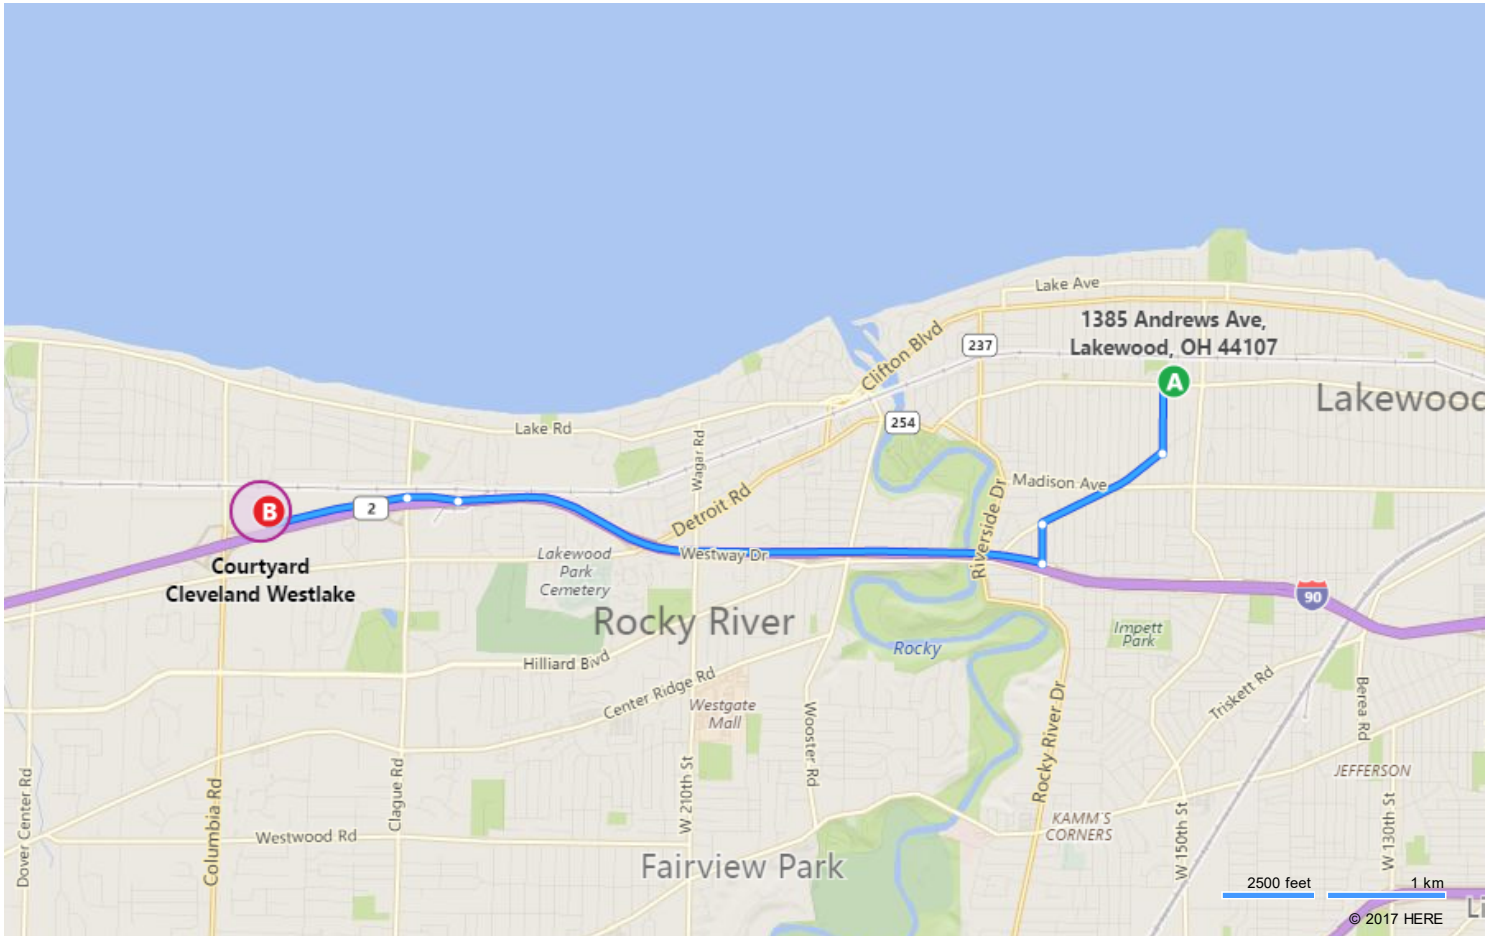 Lake Ave
1385 Andrews Ave,
Lakewood, OH 44107
237
Clifton Blvd
A
Lakewood
254
Lake Rd
Wagar Rd
Madison Ave
Riverside Dr
B
2
Detroit Rd
Westway Dr
Courtyard
Cleveland Westlake
Lakewood
Park
Cemetery
90
Rocky River
Rocky
Impett
Park
Hilliard Blvd
Center Ridge Rd
Westgate
Mall
Triskett Rd
Berea Rd
Wooster Rd
Rocky River Dr
JEFFERSON
Dover Center Rd
Columbia Rd
Clague Rd
W 210th St
Westwood Rd
KAMM'S
CORNERS
W 150th St
W 130th St
Fairview Park
2500 feet
1 km
Li
© 2017 HERE